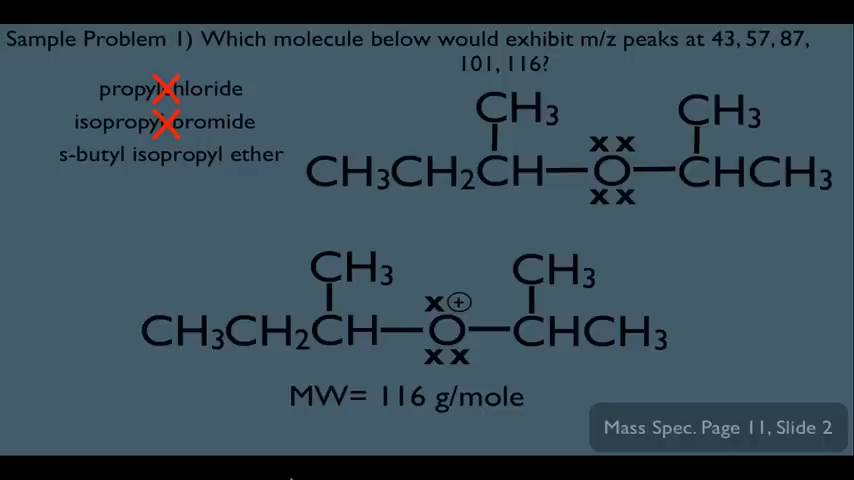 Sample Problem 1) Which molecule below would exhibit m/z peaks at 43, 57, 87,
101, 116?
propyl chloride
isopropyl bromide
s-butyl isopropyl ether
CH3 CH3
x x
CH3CH2CH—O—CHCH3
x x
CH3 CH3
x +
CH3CH2CH—O—CHCH3
x x
MW= 116 g/mole
Mass Spec. Page 11, Slide 2